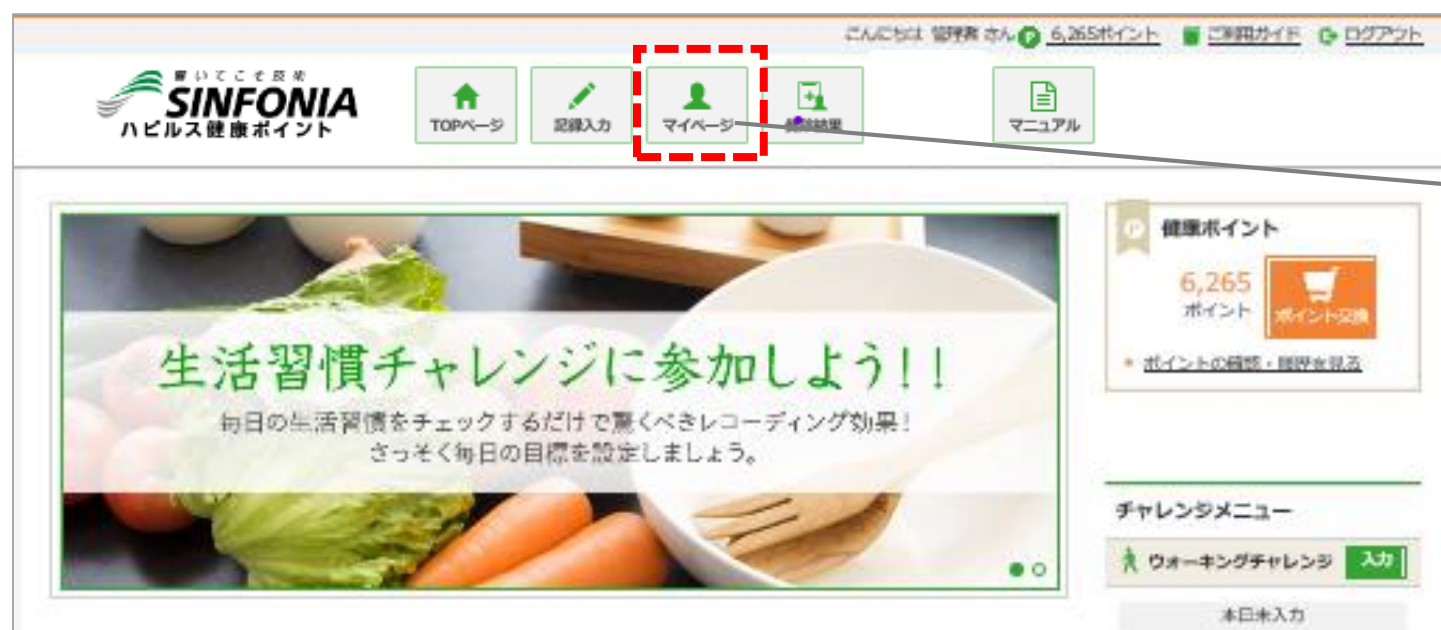 こんにちは 管理者 さん 6,265ポイント ご利用ガイド ログアウト
響いてこそ技術
SINFONIA
ハピルス健康ポイント
TOPページ 記録入力 マイページ 健診結果 マニュアル
生活習慣チャレンジに参加しよう!!
毎日の生活習慣をチェックするだけで驚くべきレコーディング効果!
さっそく毎日の目標を設定しましょう。
P 健康ポイント
6,265
ポイント
ポイント交換
ポイントの確認・履歴を見る
チャレンジメニュー
ウォーキングチャレンジ 入力
本日未入力